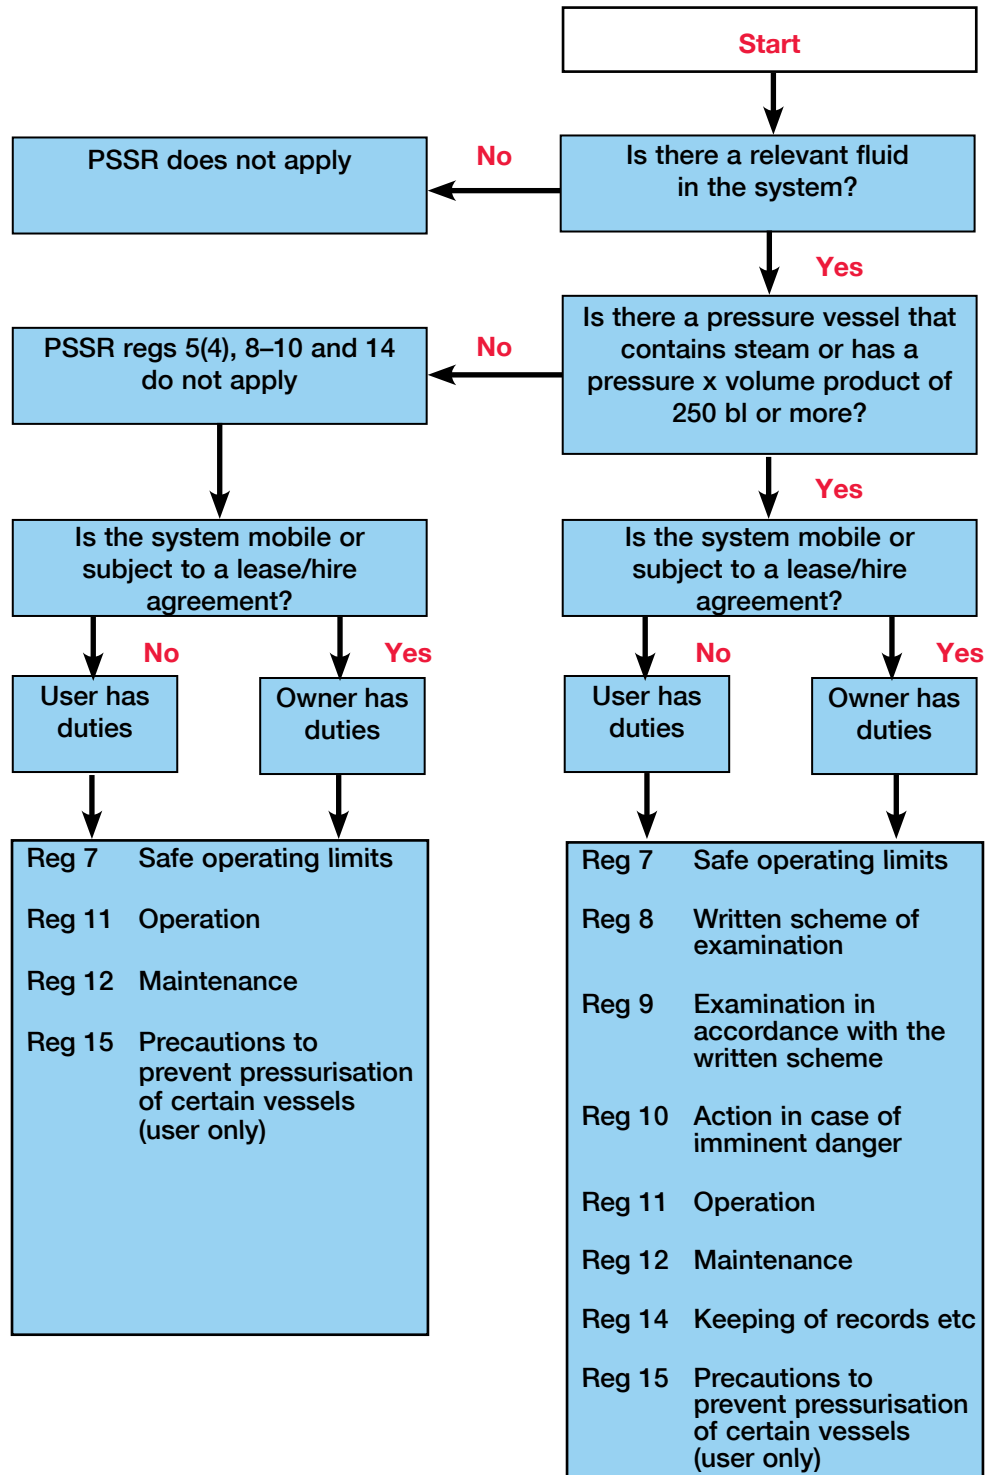 Start
Is there a relevant fluid
in the system?
No
PSSR does not apply
Yes
Is there a pressure vessel that
contains steam or has a
pressure x volume product of
250 bl or more?
No
PSSR regs 5(4), 8–10 and 14
do not apply
Yes
Is the system mobile or
subject to a lease/hire
agreement?
No
Yes
User has
duties
Owner has
duties
Reg 7 Safe operating limits
Reg 11 Operation
Reg 12 Maintenance
Reg 15 Precautions to
prevent pressurisation
of certain vessels
(user only)
Is the system mobile or
subject to a lease/hire
agreement?
No
Yes
User has
duties
Owner has
duties
Reg 7 Safe operating limits
Reg 8 Written scheme of
examination
Reg 9 Examination in
accordance with the
written scheme
Reg 10 Action in case of
imminent danger
Reg 11 Operation
Reg 12 Maintenance
Reg 14 Keeping of records etc
Reg 15 Precautions to
prevent pressurisation
of certain vessels
(user only)